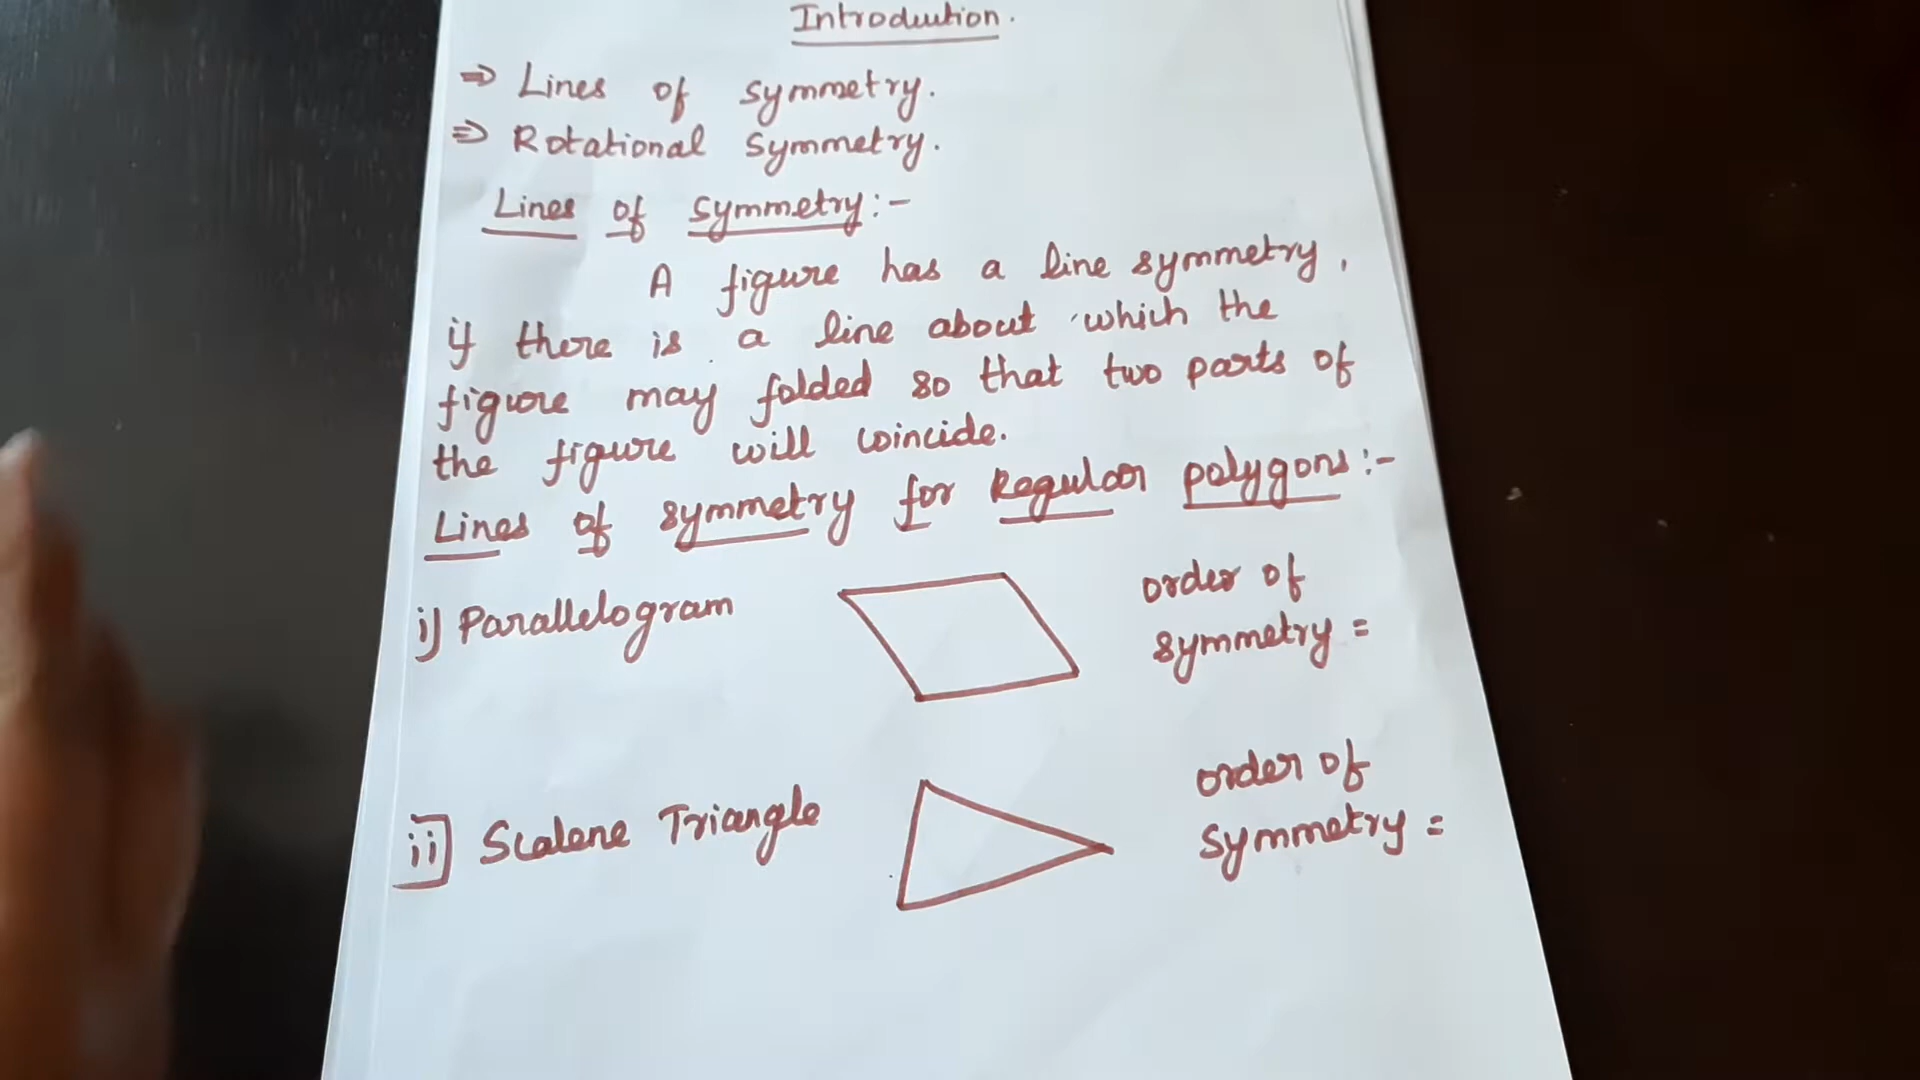 Introduction.
⇒ Lines of symmetry.
⇒ Rotational Symmetry.
Lines of symmetry:-
A figure has a line symmetry,
if there is a line about which the
figure may folded so that two parts of
the figure will coincide.
Lines of symmetry for Regular polygons:-
i) Parallelogram
order of
symmetry =
ii) Scalene Triangle
order of
symmetry =